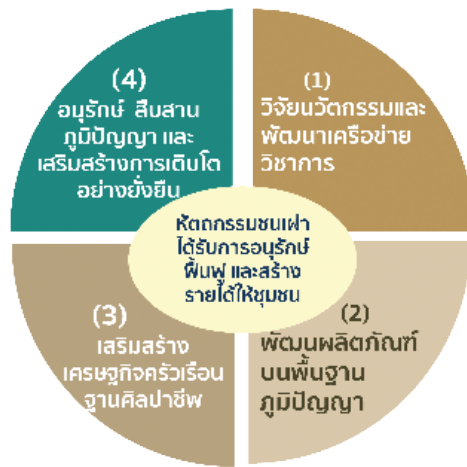 (4)
อนุรักษ์ สืบสาน
ภูมิปัญญา และ
เสริมสร้างการเติบโต
อย่างยั่งยืน
(1)
วิจัยนวัตกรรมและ
พัฒนาเครือข่าย
วิชาการ
หัตถกรรมชนเผ่า
ได้รับการอนุรักษ์
ฟื้นฟู และสร้าง
รายได้ให้ชุมชน
(3)
เสริมสร้าง
เศรษฐกิจครัวเรือน
ฐานศิลปาชีพ
(2)
พัฒนผลิตภัณฑ์
บนพื้นฐาน
ภูมิปัญญา